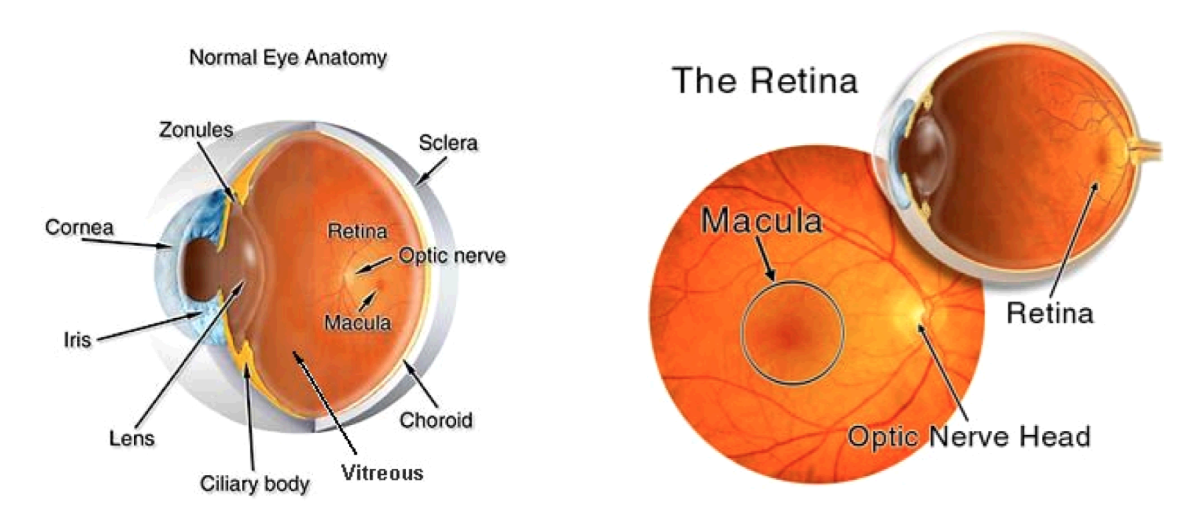 Normal Eye Anatomy
Zonules
Sclera
Cornea
Retina
Optic nerve
Macula
Iris
Choroid
Lens
Vitreous
Ciliary body
The Retina
Macula
Retina
Optic Nerve Head